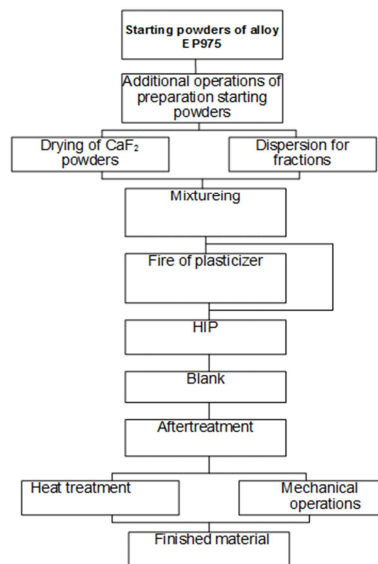 Starting powders of alloy
EP975
Additional operations of
preparation starting
powders
Drying of CaF₂
powders
Dispersion for
fractions
Mixtureing
Fire of plasticizer
HIP
Blank
Aftertreatment
Heat treatment
Mechanical
operations
Finished material